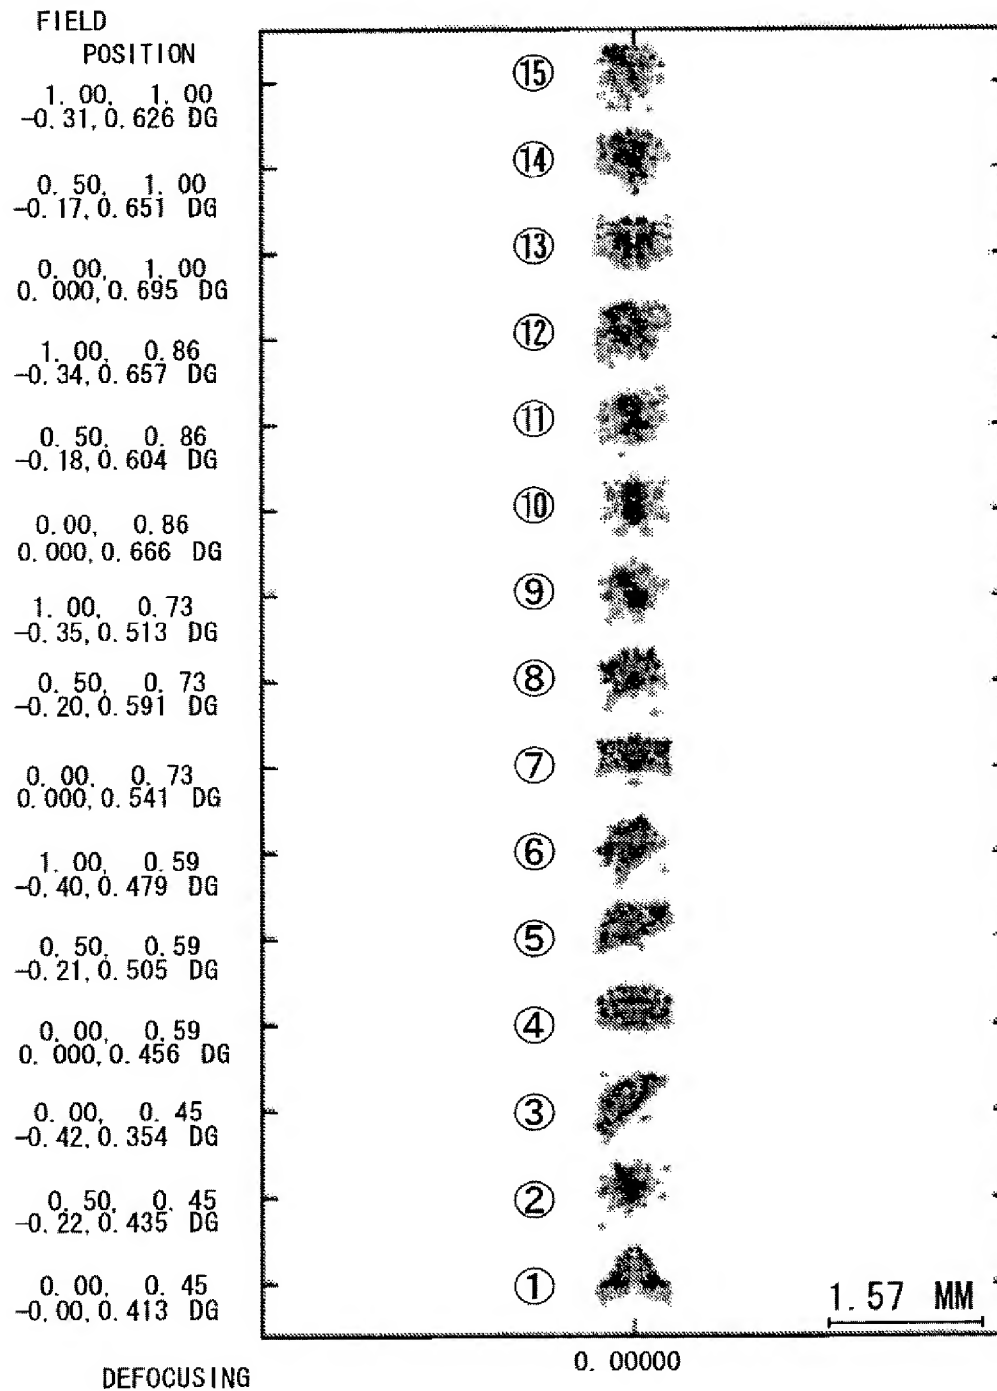 FIELD
POSITION
1. 00, 1. 00
-0. 31, 0. 626 DG
⑮
0. 50, 1. 00
-0. 17, 0. 651 DG
⑭
0. 00, 1. 00
0. 000, 0. 695 DG
⑬
1. 00, 0. 86
-0. 34, 0. 657 DG
⑫
0. 50, 0. 86
-0. 18, 0. 604 DG
⑪
0. 00, 0. 86
0. 000, 0. 666 DG
⑩
1. 00, 0. 73
-0. 35, 0. 513 DG
⑨
0. 50, 0. 73
-0. 20, 0. 591 DG
⑧
0. 00, 0. 73
0. 000, 0. 541 DG
⑦
1. 00, 0. 59
-0. 40, 0. 479 DG
⑥
0. 50, 0. 59
-0. 21, 0. 505 DG
⑤
0. 00, 0. 59
0. 000, 0. 456 DG
④
0. 00, 0. 45
-0. 42, 0. 354 DG
③
0. 50, 0. 45
-0. 22, 0. 435 DG
②
0. 00, 0. 45
-0. 00, 0. 413 DG
①
1. 57 MM
0. 00000
DEFOCUSING